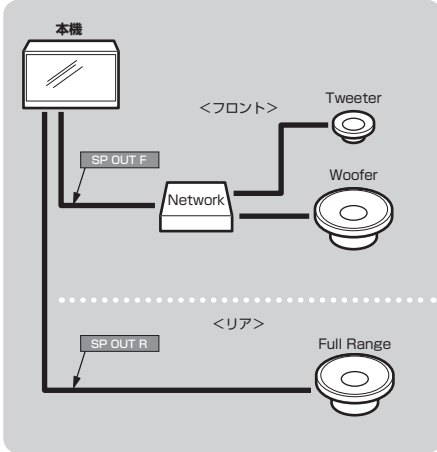 本機
<フロント>
Tweeter
SP OUT F
Woofer
Network
<リア>
SP OUT R
Full Range